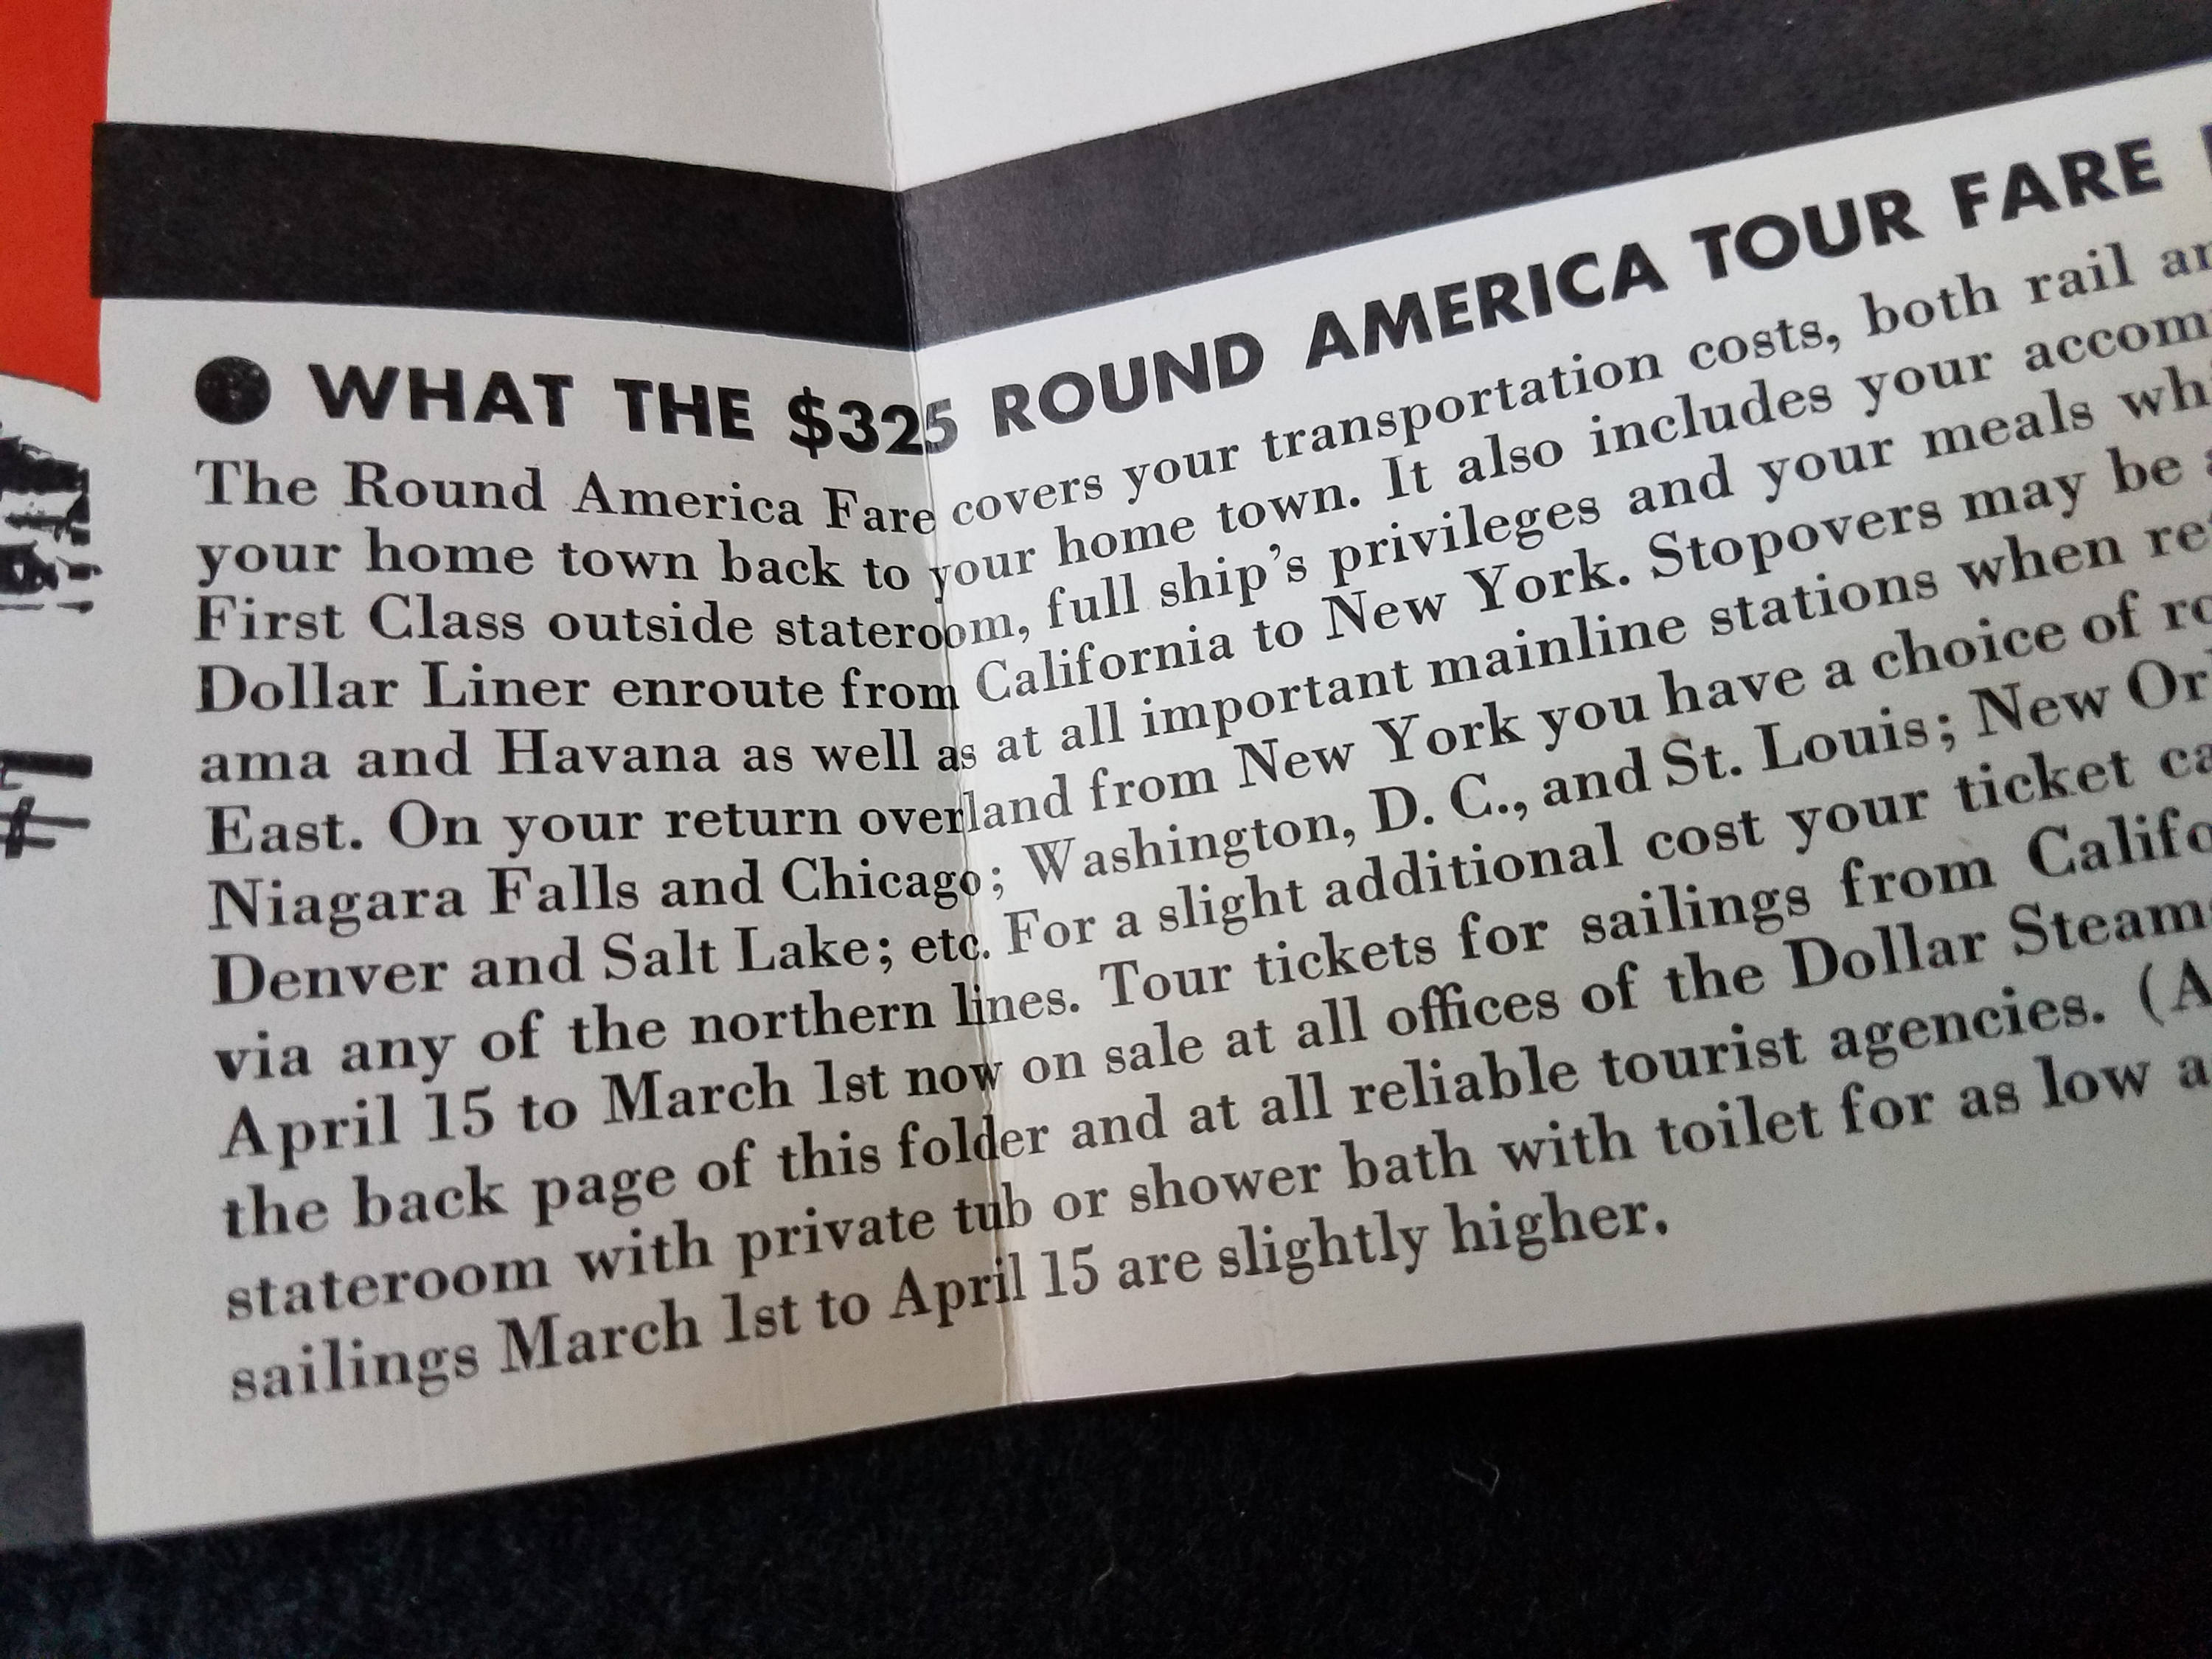 ● WHAT THE $325 ROUND AMERICA TOUR FARE
The Round America Fare covers your transportation costs, both rail
your home town back to your home town. It also includes your accom
First Class outside stateroom, full ship's privileges and your meals
Dollar Liner enroute from California to New York. Stopovers may be
ama and Havana as well as at all important mainline stations when
East. On your return overland from New York you have a choice of
Niagara Falls and Chicago; Washington, D. C., and St. Louis; New Or
Denver and Salt Lake; etc. For a slight additional cost your ticket
via any of the northern lines. Tour tickets for sailings from Califo
April 15 to March 1st now on sale at all offices of the Dollar Steam
the back page of this folder and at all reliable tourist agencies. (A
stateroom with private tub or shower bath with toilet for as low
sailings March 1st to April 15 are slightly higher.